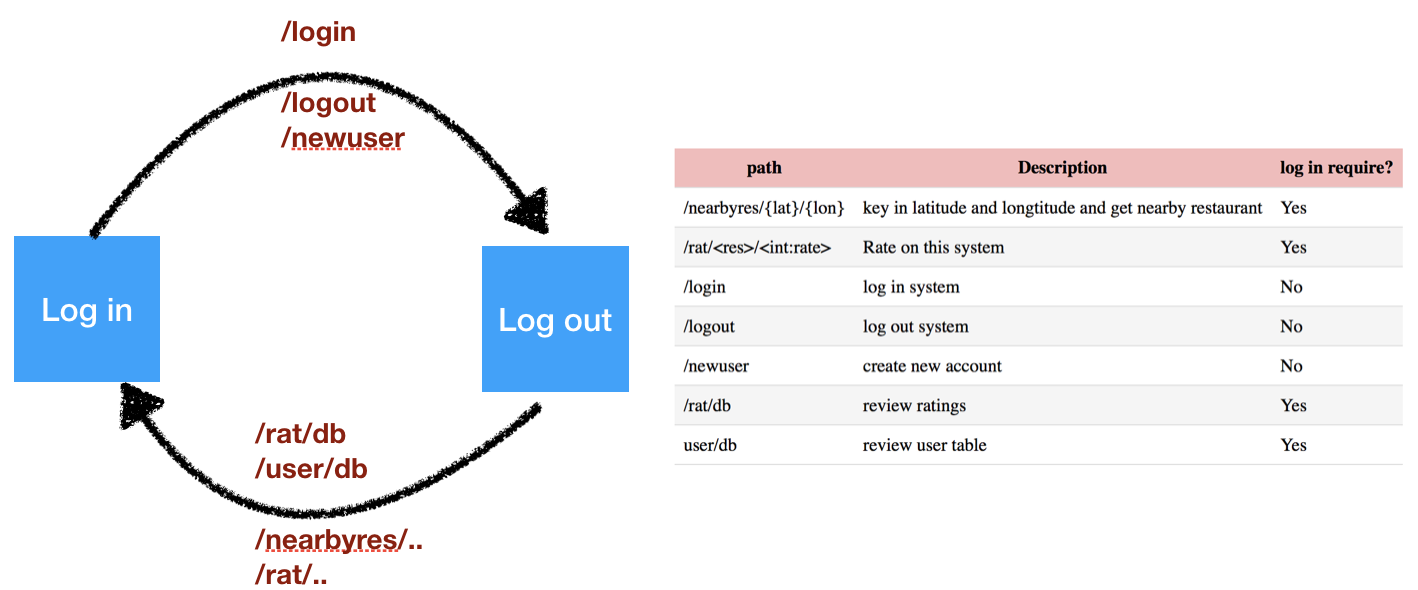 /login
/logout
/newuser
Log in
Log out
/rat/db
/user/db
/nearbyres/..
/rat/..
path Description log in require?
/nearbyres/{lat}/{lon} key in latitude and longtitude and get nearby restaurant Yes
/rat/<res>/<int:rate> Rate on this system Yes
/login log in system No
/logout log out system No
/newuser create new account No
/rat/db review ratings Yes
user/db review user table Yes